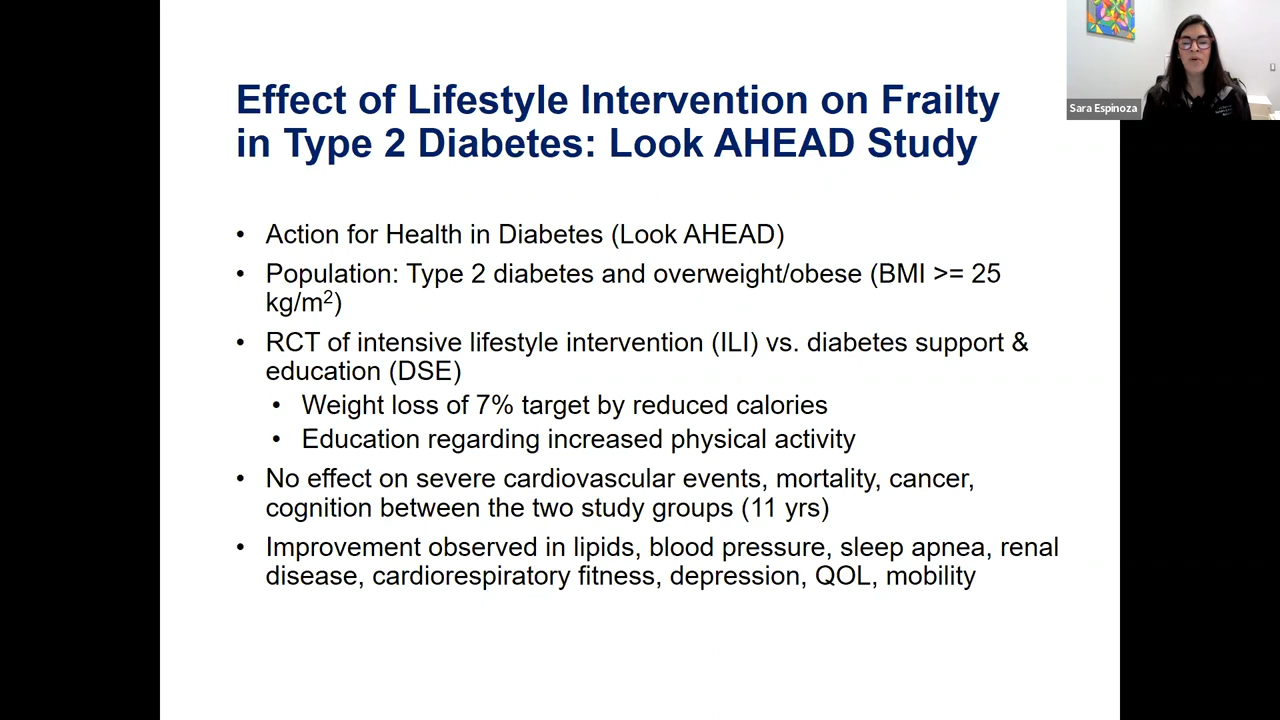 Effect of Lifestyle Intervention on Frailty
in Type 2 Diabetes: Look AHEAD Study
Sara Espinoza
• Action for Health in Diabetes (Look AHEAD)
• Population: Type 2 diabetes and overweight/obese (BMI >= 25
kg/m²)
• RCT of intensive lifestyle intervention (ILI) vs. diabetes support &
education (DSE)
• Weight loss of 7% target by reduced calories
• Education regarding increased physical activity
• No effect on severe cardiovascular events, mortality, cancer,
cognition between the two study groups (11 yrs)
• Improvement observed in lipids, blood pressure, sleep apnea, renal
disease, cardiorespiratory fitness, depression, QOL, mobility